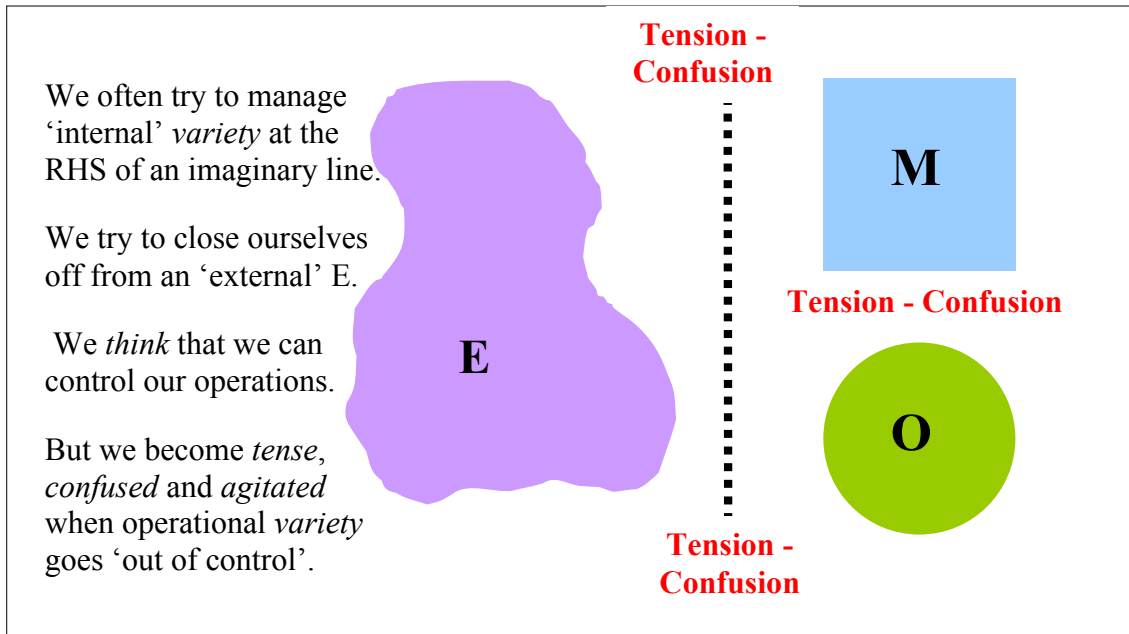 We often try to manage
‘internal’ variety at the
RHS of an imaginary line.
We try to close ourselves
off from an ‘external’ E.
We think that we can
control our operations.
But we become tense,
confused and agitated
when operational variety
goes ‘out of control’.
E
Tension -
Confusion
Tension -
Confusion
M
Tension - Confusion
O